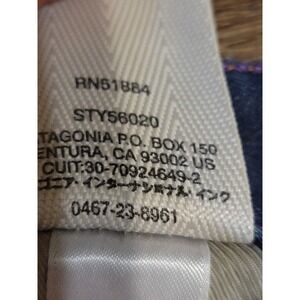 RN51884
STY56020
TAGONIA P.O. BOX 150
ENTURA, CA 93002 US
CUIT:30-70924649-2
ゴニア・インターナショナル・インク
0467-23-8961